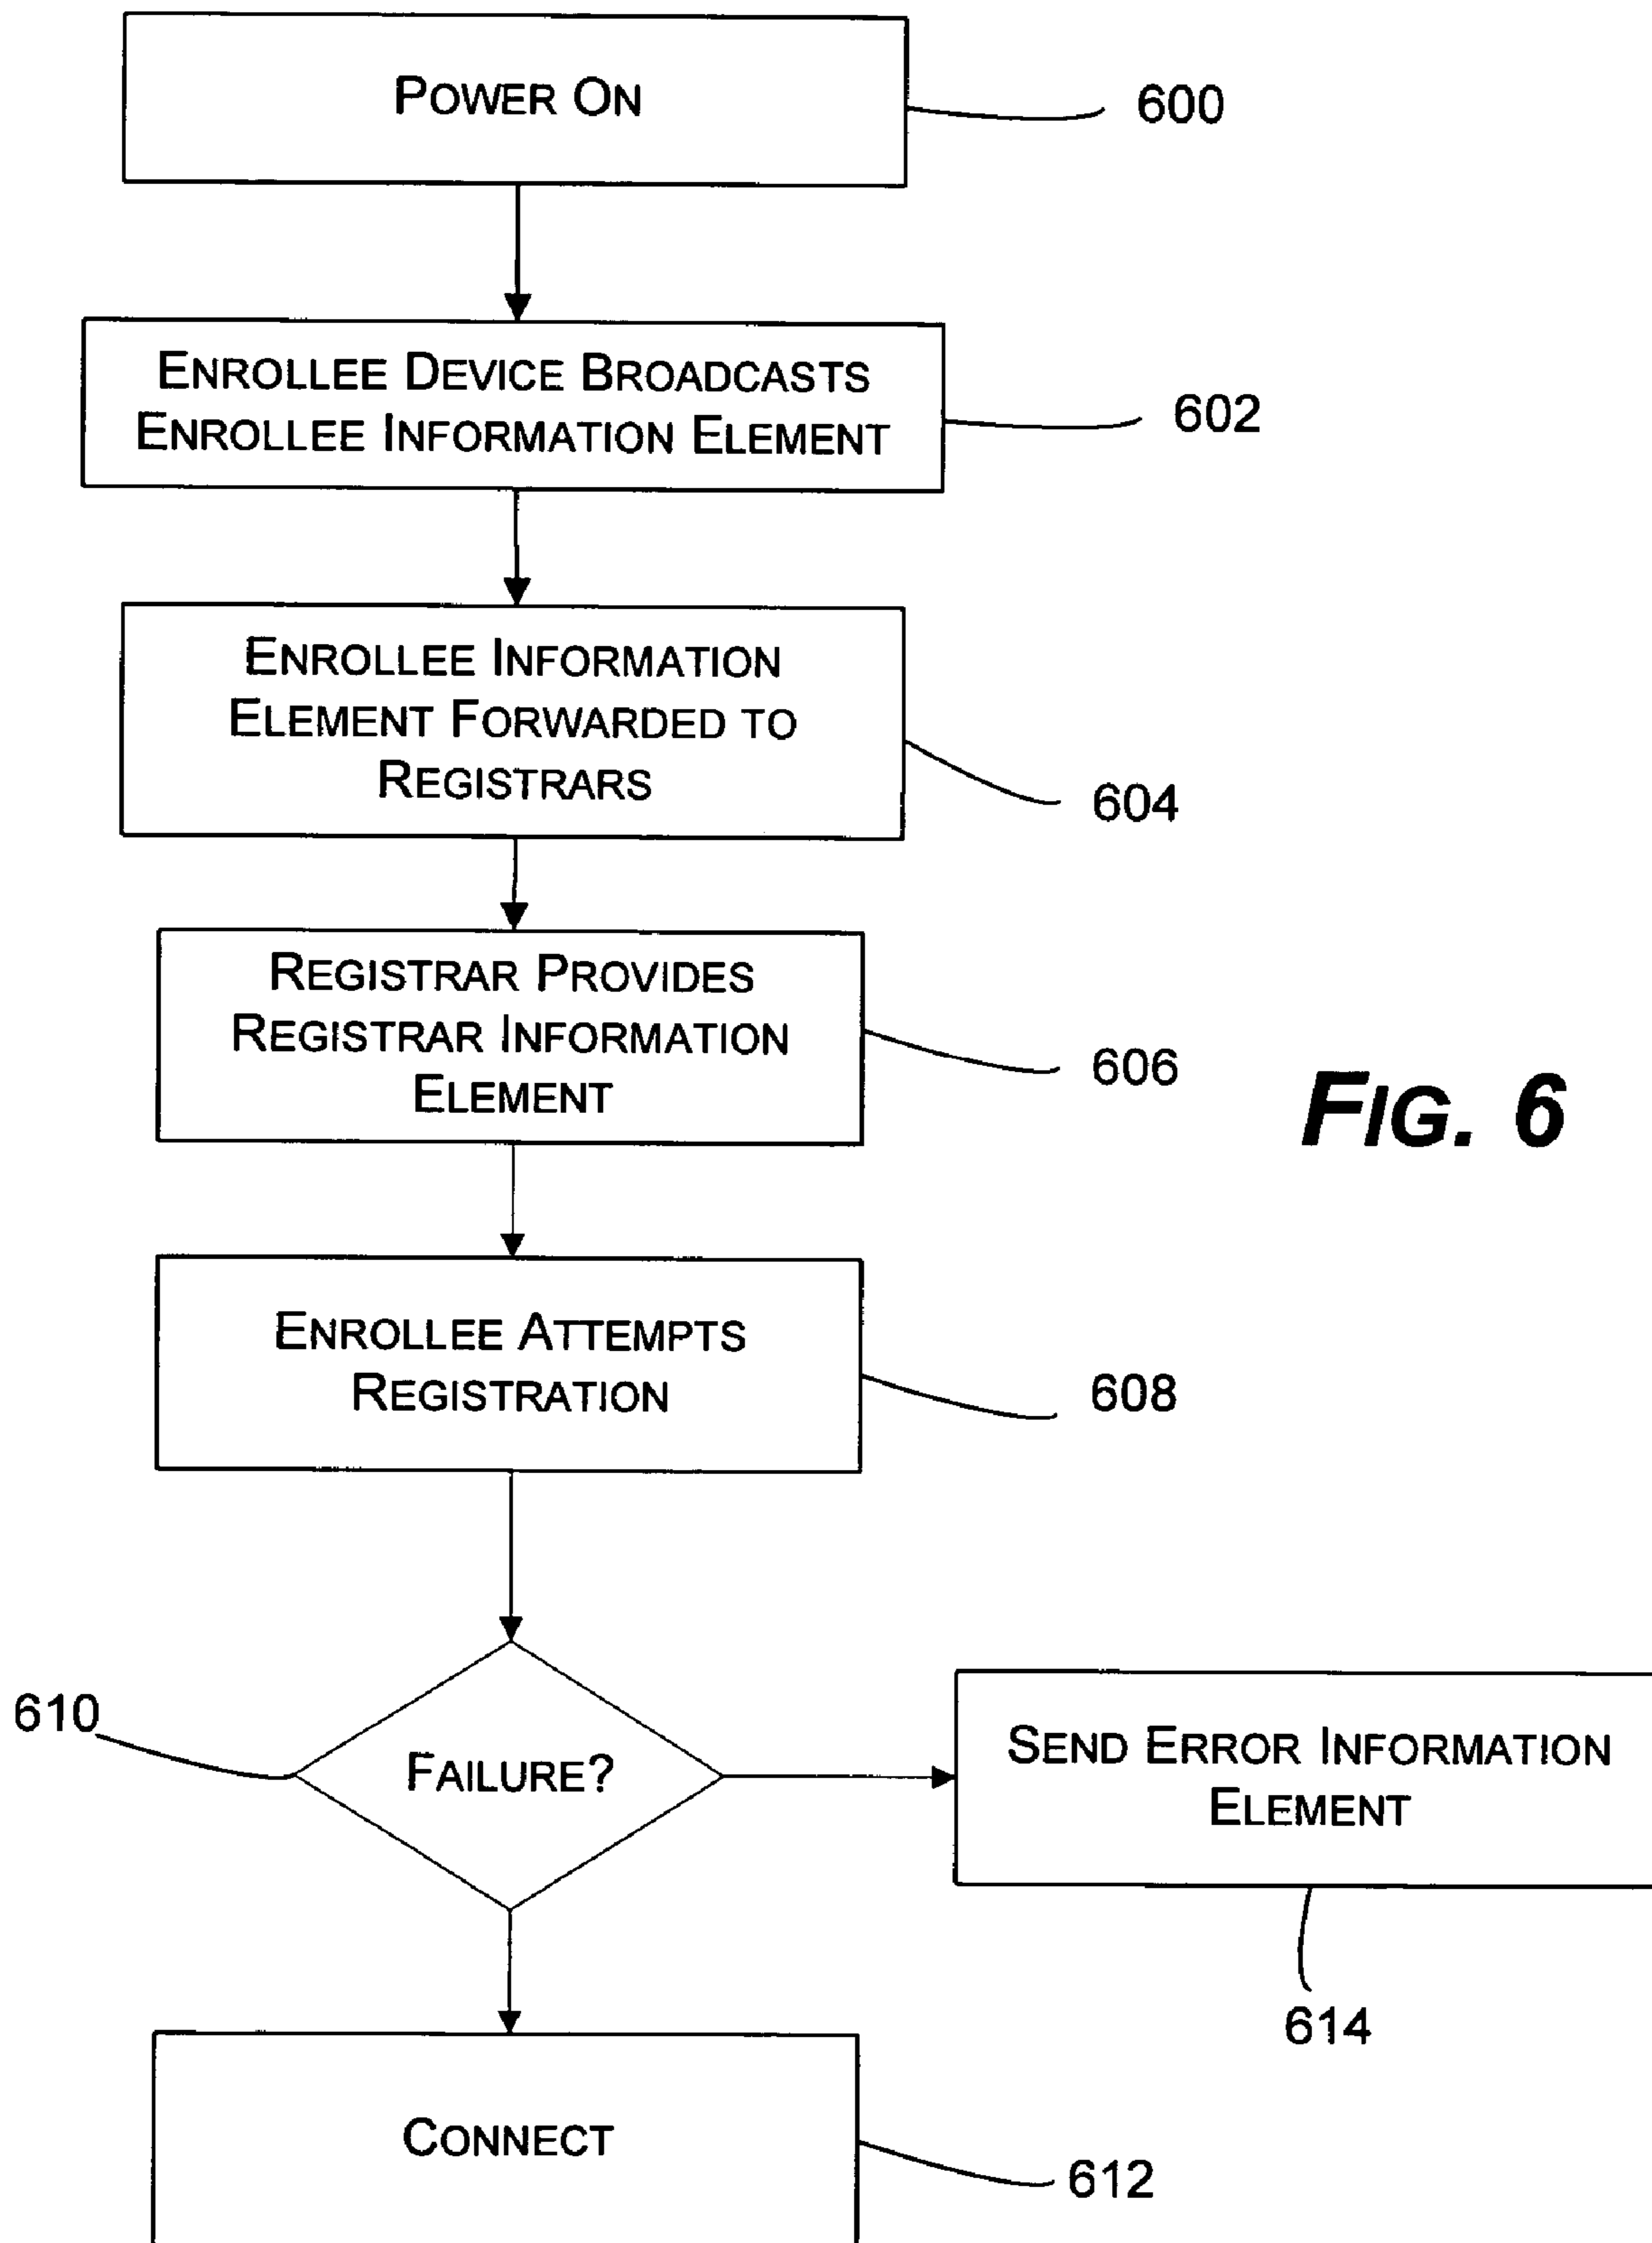 POWER ON
600
ENROLLEE DEVICE BROADCASTS
ENROLLEE INFORMATION ELEMENT
602
ENROLLEE INFORMATION
ELEMENT FORWARDED TO
REGISTRARS
604
REGISTRAR PROVIDES
REGISTRAR INFORMATION
ELEMENT
606
FIG. 6
ENROLLEE ATTEMPTS
REGISTRATION
608
610
FAILURE?
SEND ERROR INFORMATION
ELEMENT
614
CONNECT
612